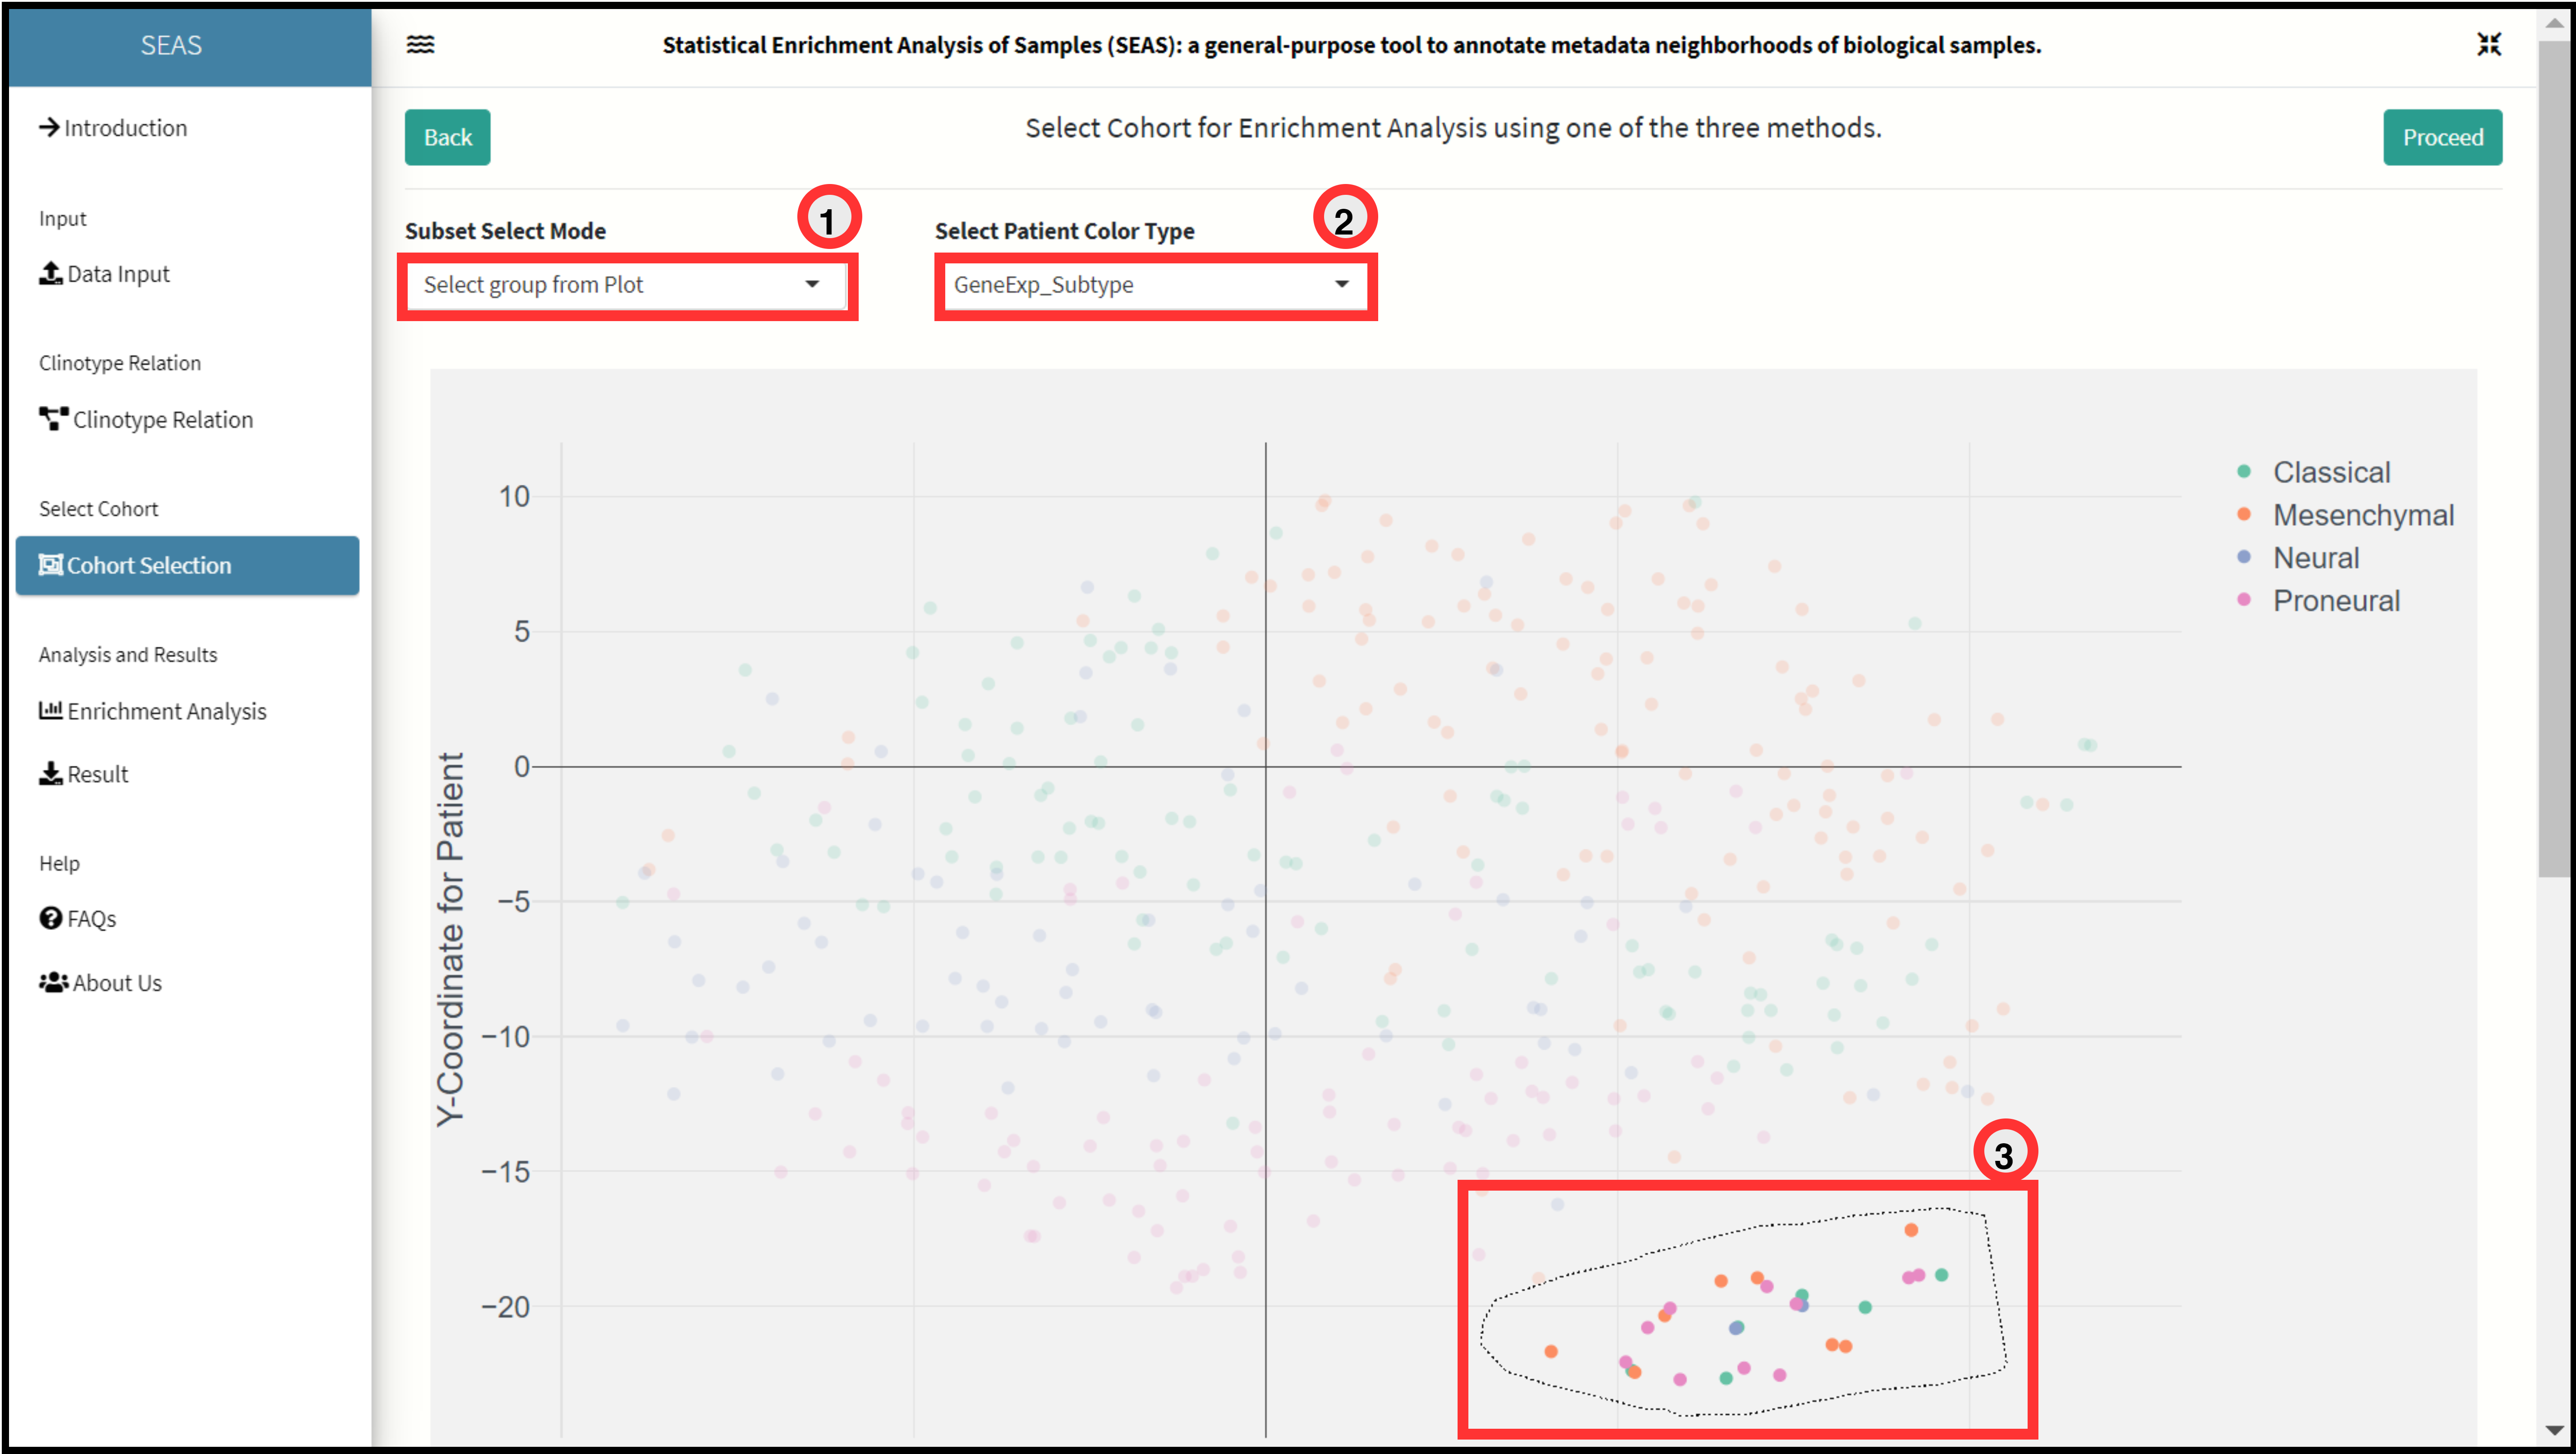 SEAS
Statistical Enrichment Analysis of Samples (SEAS): a general-purpose tool to annotate metadata neighborhoods of biological samples.
Introduction
Input
Data Input
Clinotype Relation
Clinotype Relation
Select Cohort
Cohort Selection
Analysis and Results
Enrichment Analysis
Result
Help
FAQs
About Us
Back
Select Cohort for Enrichment Analysis using one of the three methods.
Proceed
Subset Select Mode
1
Select Patient Color Type
2
Select group from Plot
GeneExp_Subtype
Classical
Mesenchymal
Neural
Proneural
Y-Coordinate for Patient
10
5
0
−5
−10
−15
−20
3